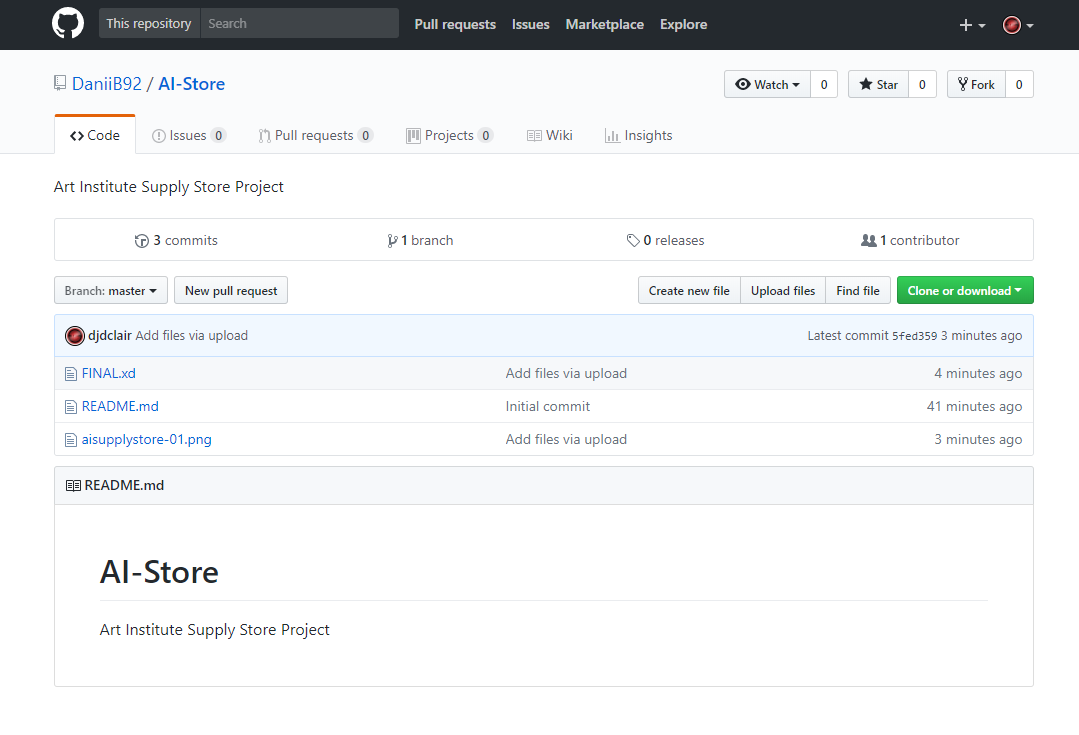 This repository Search Pull requests Issues Marketplace Explore
DaniiB92 / AI-Store Watch 0 Star 0 Fork 0
Code Issues 0 Pull requests 0 Projects 0 Wiki Insights
Art Institute Supply Store Project
3 commits 1 branch 0 releases 1 contributor
Branch: master New pull request Create new file Upload files Find file Clone or download
djdclair Add files via upload Latest commit 5fed359 3 minutes ago
FINAL.xd Add files via upload 4 minutes ago
README.md Initial commit 41 minutes ago
aisupplystore-01.png Add files via upload 3 minutes ago
README.md
AI-Store
Art Institute Supply Store Project